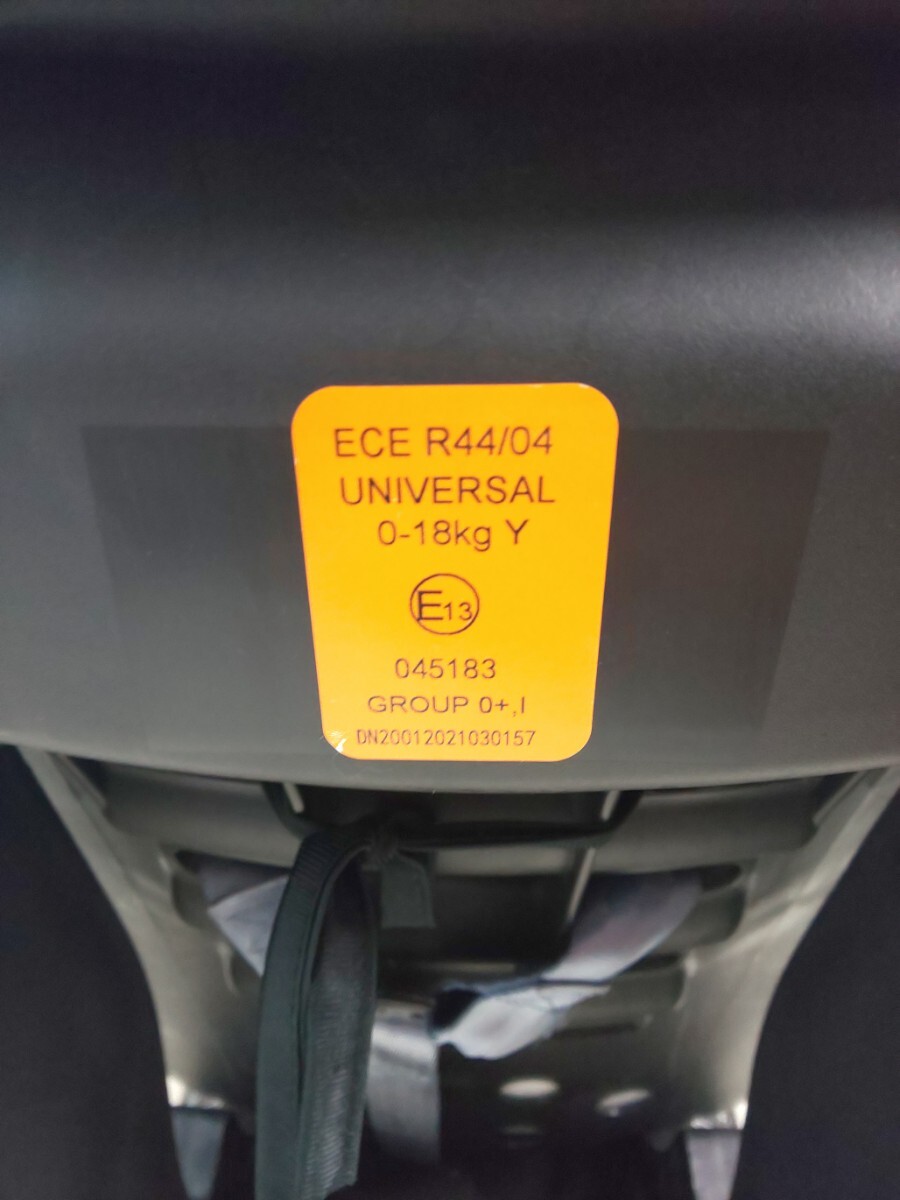 ECE R44/04
UNIVERSAL
0-18kg Y
E13
045183
GROUP 0+,I
DN20012021030157